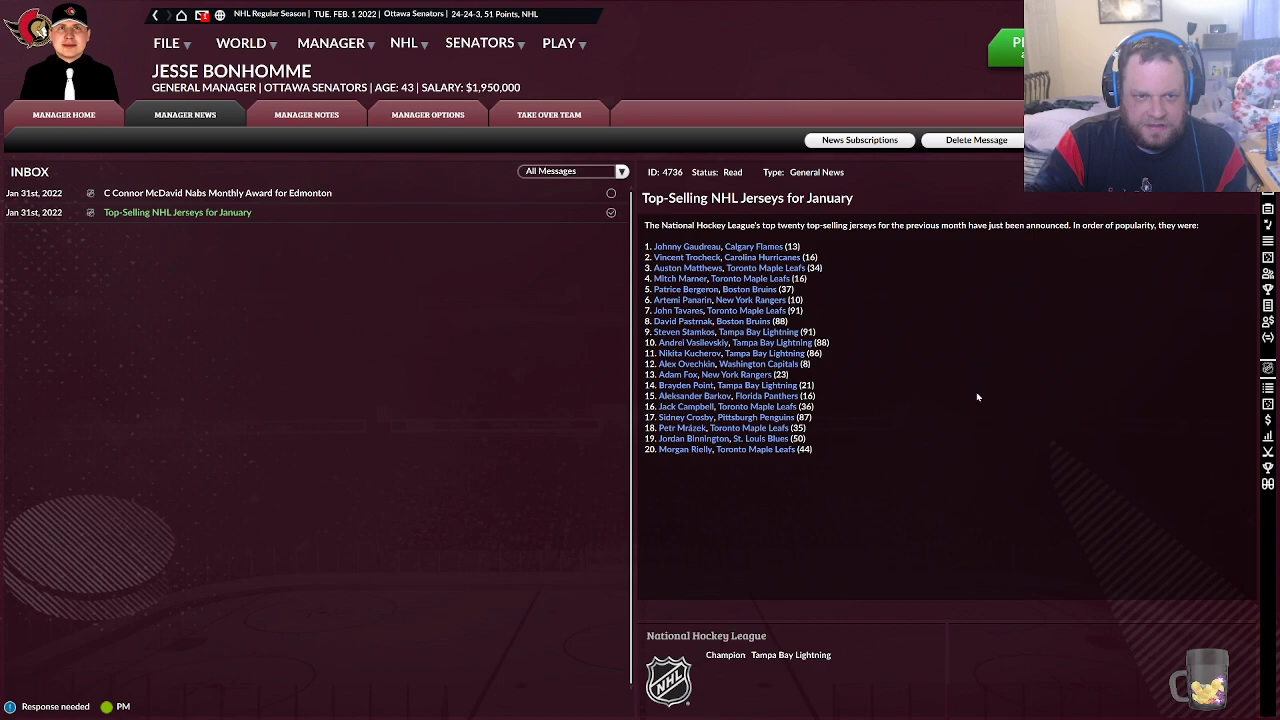 NHL Regular Season | TUE. FEB. 1 2022 | Ottawa Senators | 24-24-3, 51 Points, NHL
FILE WORLD MANAGER NHL SENATORS PLAY
JESSE BONHOMME
GENERAL MANAGER | OTTAWA SENATORS | AGE: 43 | SALARY: $1,950,000
MANAGER HOME MANAGER NEWS MANAGER NOTES MANAGER OPTIONS TAKE OVER TEAM
News Subscriptions Delete Message
INBOX All Messages
Jan 31st, 2022 C Connor McDavid Nabs Monthly Award for Edmonton
Jan 31st, 2022 Top-Selling NHL Jerseys for January
ID: 4736 Status: Read Type: General News
Top-Selling NHL Jerseys for January
The National Hockey League's top twenty top-selling jerseys for the previous month have just been announced. In order of popularity, they were:
1. Johnny Gaudreau, Calgary Flames (13)
2. Vincent Trocheck, Carolina Hurricanes (16)
3. Auston Matthews, Toronto Maple Leafs (34)
4. Mitch Marner, Toronto Maple Leafs (16)
5. Patrice Bergeron, Boston Bruins (37)
6. Artemi Panarin, New York Rangers (10)
7. John Tavares, Toronto Maple Leafs (91)
8. David Pastrnak, Boston Bruins (88)
9. Steven Stamkos, Tampa Bay Lightning (91)
10. Andrei Vasilevskiy, Tampa Bay Lightning (88)
11. Nikita Kucherov, Tampa Bay Lightning (86)
12. Alex Ovechkin, Washington Capitals (8)
13. Adam Fox, New York Rangers (23)
14. Brayden Point, Tampa Bay Lightning (21)
15. Aleksander Barkov, Florida Panthers (16)
16. Jack Campbell, Toronto Maple Leafs (36)
17. Sidney Crosby, Pittsburgh Penguins (87)
18. Petr Mrázek, Toronto Maple Leafs (35)
19. Jordan Binnington, St. Louis Blues (50)
20. Morgan Rielly, Toronto Maple Leafs (44)
National Hockey League
Champion Tampa Bay Lightning
NHL
Response needed PM